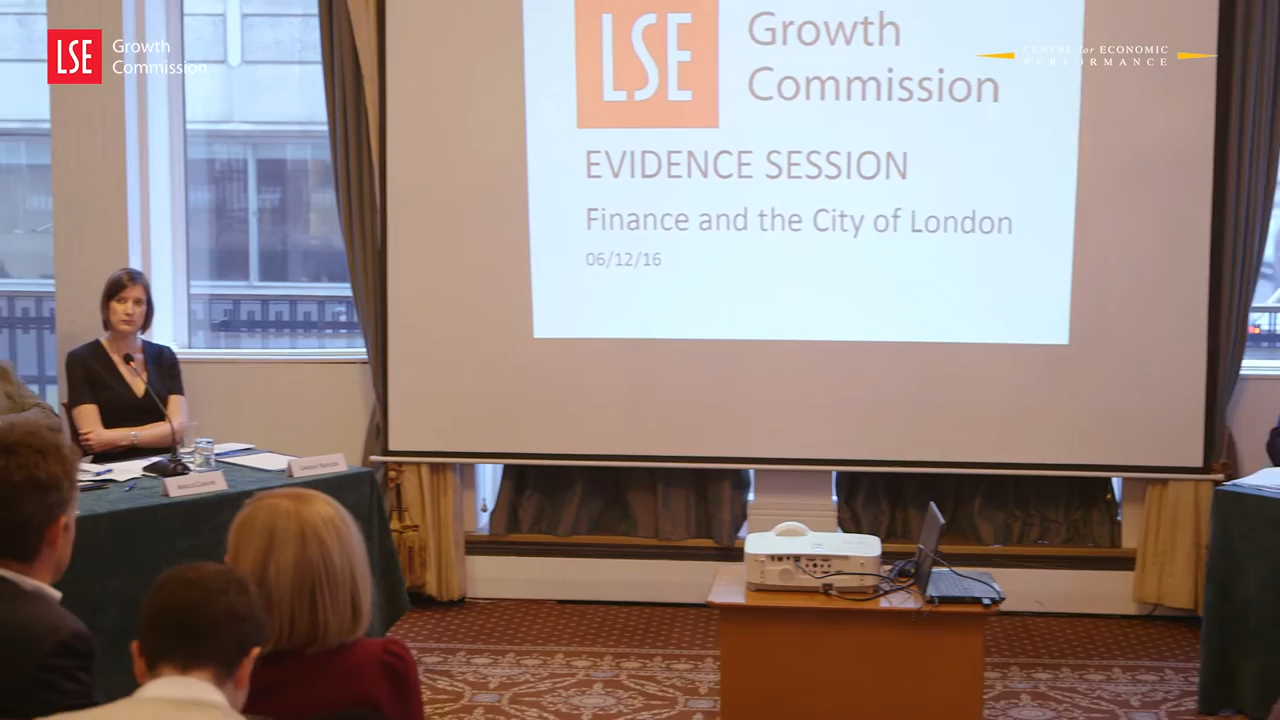 LSE
Growth
Commission
CENTRE for ECONOMIC
PERFORMANCE
LSE
Growth
Commission
EVIDENCE SESSION
Finance and the City of London
06/12/16